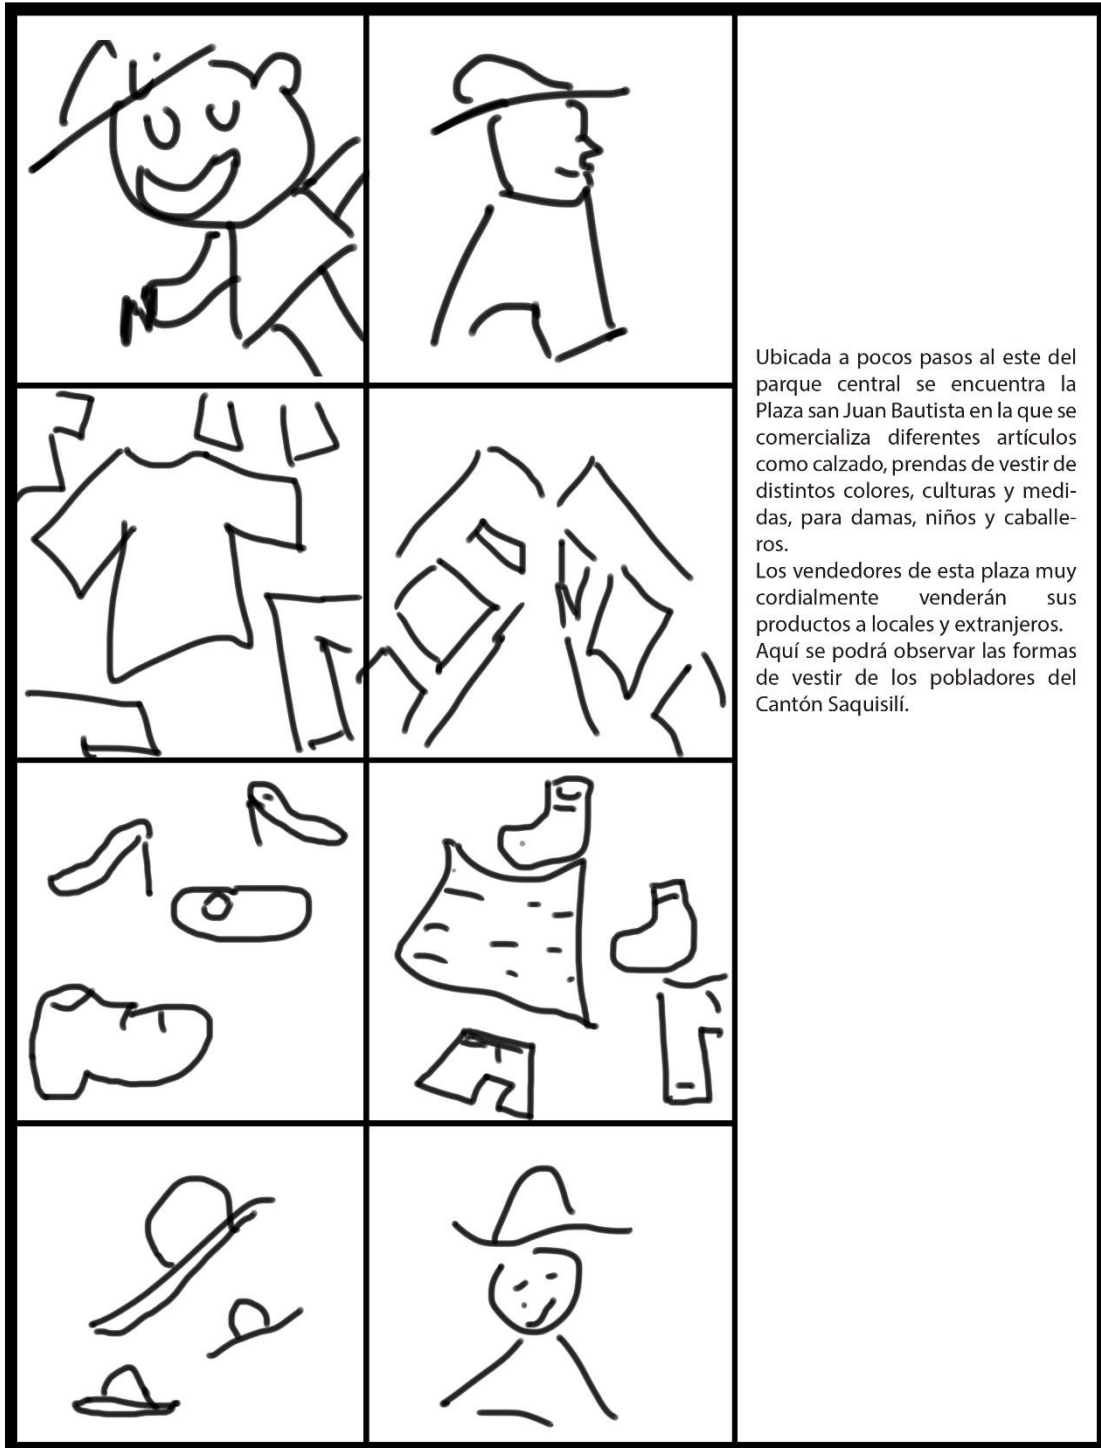 Ubicada a pocos pasos al este del
parque central se encuentra la
Plaza san Juan Bautista en la que se
comercializa diferentes artículos
como calzado, prendas de vestir de
distintos colores, culturas y medi-
das, para damas, niños y caballe-
ros.
Los vendedores de esta plaza muy
cordialmente venderán sus
productos a locales y extranjeros.
Aquí se podrá observar las formas
de vestir de los pobladores del
Cantón Saquisilí.